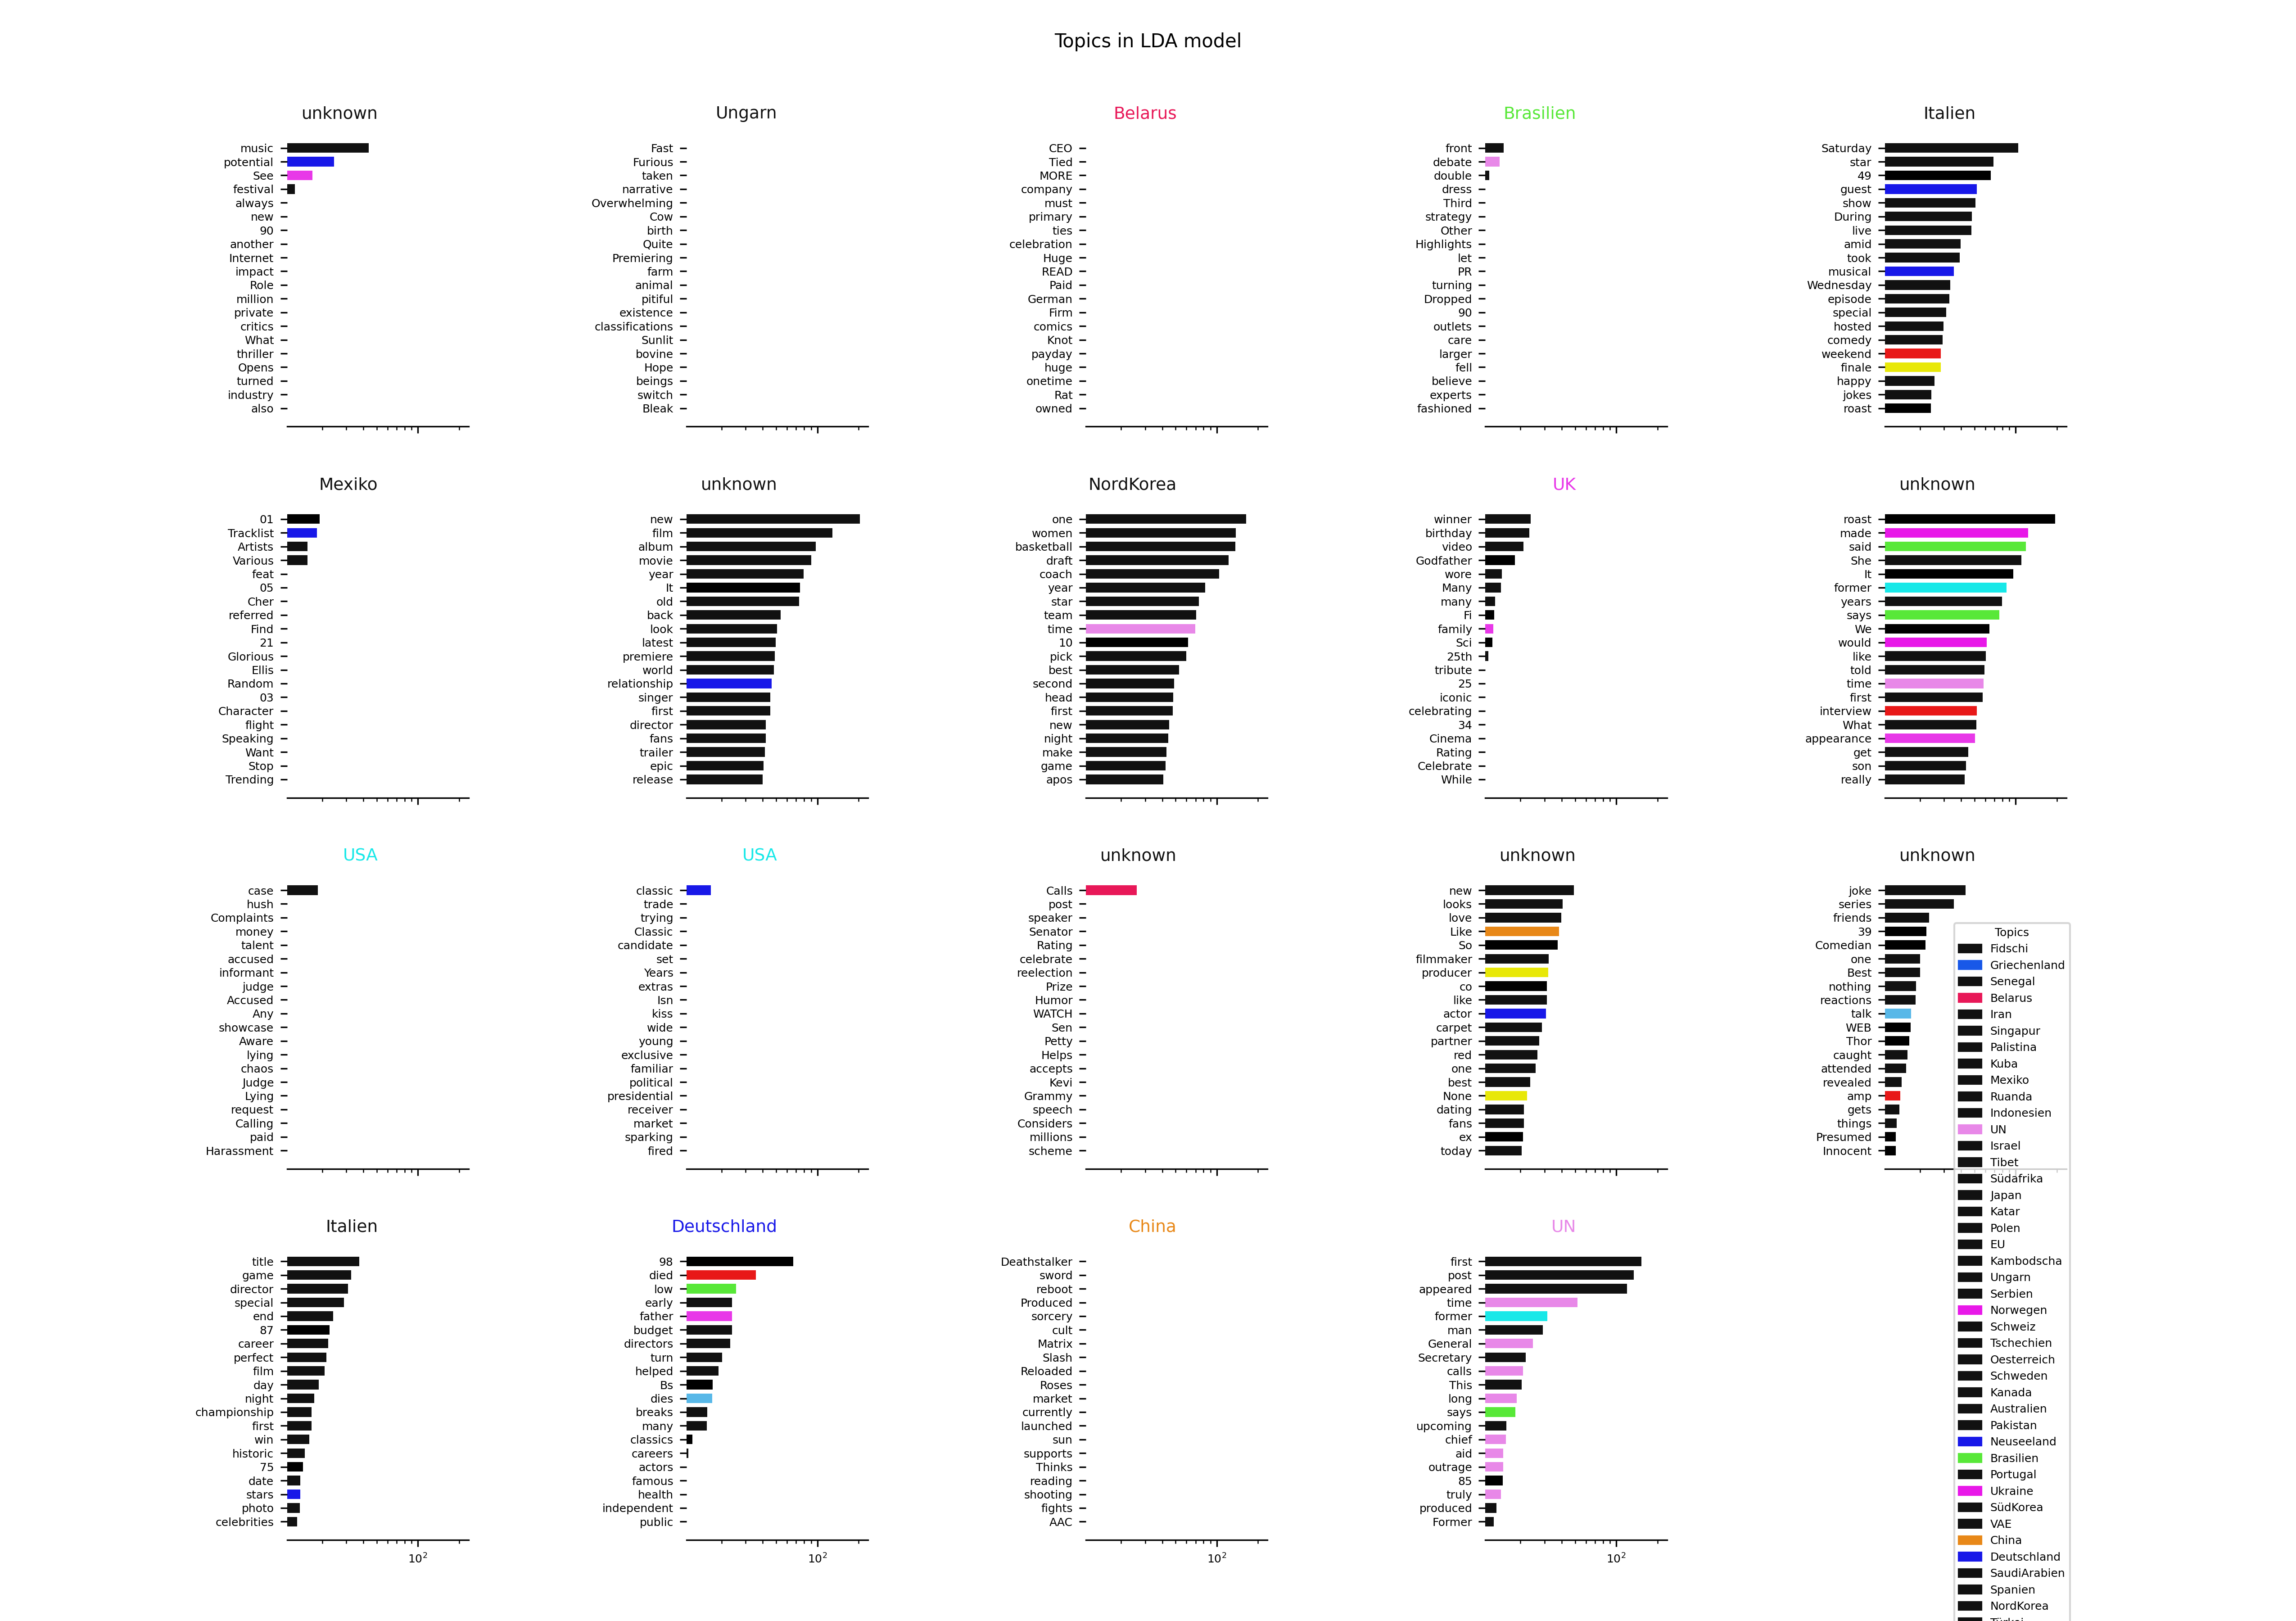 Topics in LDA model
unknown
music
potential
See
festival
always
new
90
another
Internet
impact
Role
million
private
critics
What
thriller
Opens
turned
industry
also
Ungarn
Fast
Furious
taken
narrative
Overwhelming
Cow
birth
Quite
Premiering
farm
animal
pitiful
existence
classifications
Sunlit
bovine
Hope
beings
switch
Bleak
Belarus
CEO
Tied
MORE
company
must
primary
ties
celebration
Huge
READ
Paid
German
Firm
comics
Knot
payday
huge
onetime
Rat
owned
Brasilien
front
debate
double
dress
Third
strategy
Other
Highlights
let
PR
turning
Dropped
90
outlets
care
larger
fell
believe
experts
fashioned
Italien
Saturday
star
49
guest
show
During
live
amid
took
musical
Wednesday
episode
special
hosted
comedy
weekend
finale
happy
jokes
roast
Mexiko
01
Tracklist
Artists
Various
feat
05
Cher
referred
Find
21
Glorious
Ellis
Random
03
Character
flight
Speaking
Want
Stop
Trending
unknown
new
film
album
movie
year
It
old
back
look
latest
premiere
world
relationship
singer
first
director
fans
trailer
epic
release
NordKorea
one
women
basketball
draft
coach
year
star
team
time
10
pick
best
second
head
first
new
night
make
game
apos
UK
winner
birthday
video
Godfather
wore
Many
many
Fi
family
Sci
25th
tribute
25
iconic
celebrating
34
Cinema
Rating
Celebrate
While
unknown
roast
made
said
She
It
former
years
says
We
would
like
told
time
first
interview
What
appearance
get
son
really
USA
case
hush
Complaints
money
talent
accused
informant
judge
Accused
Any
showcase
Aware
lying
chaos
Judge
Lying
request
Calling
paid
Harassment
USA
classic
trade
trying
Classic
candidate
set
Years
extras
Isn
kiss
wide
young
exclusive
familiar
political
presidential
receiver
market
sparking
fired
unknown
Calls
post
speaker
Senator
Rating
celebrate
reelection
Prize
Humor
WATCH
Sen
Petty
Helps
accepts
Kevi
Grammy
speech
Considers
millions
scheme
unknown
new
looks
love
Like
So
filmmaker
producer
co
like
actor
carpet
partner
red
one
best
None
dating
fans
ex
today
unknown
joke
series
friends
39
Comedian
one
Best
nothing
reactions
talk
WEB
Thor
caught
attended
revealed
amp
gets
things
Presumed
Innocent
Italien
title
game
director
special
end
87
career
perfect
film
day
night
championship
first
win
historic
75
date
stars
photo
celebrities
10²
Deutschland
98
died
low
early
father
budget
directors
turn
helped
Bs
dies
breaks
many
classics
careers
actors
famous
health
independent
public
10²
China
Deathstalker
sword
reboot
Produced
sorcery
cult
Matrix
Slash
Reloaded
Roses
market
currently
launched
sun
supports
Thinks
reading
shooting
fights
AAC
10²
UN
first
post
appeared
time
former
man
General
Secretary
calls
This
long
says
upcoming
chief
aid
outrage
85
truly
produced
Former
10²
Topics
Fidschi
Griechenland
Senegal
Belarus
Iran
Singapur
Palistina
Kuba
Mexiko
Ruanda
Indonesien
UN
Israel
Tibet
Südafrika
Japan
Katar
Polen
EU
Kambodscha
Ungarn
Serbien
Norwegen
Schweiz
Tschechien
Oesterreich
Schweden
Kanada
Australien
Pakistan
Neuseeland
Brasilien
Portugal
Ukraine
SüdKorea
VAE
China
Deutschland
SaudiArabien
Spanien
NordKorea